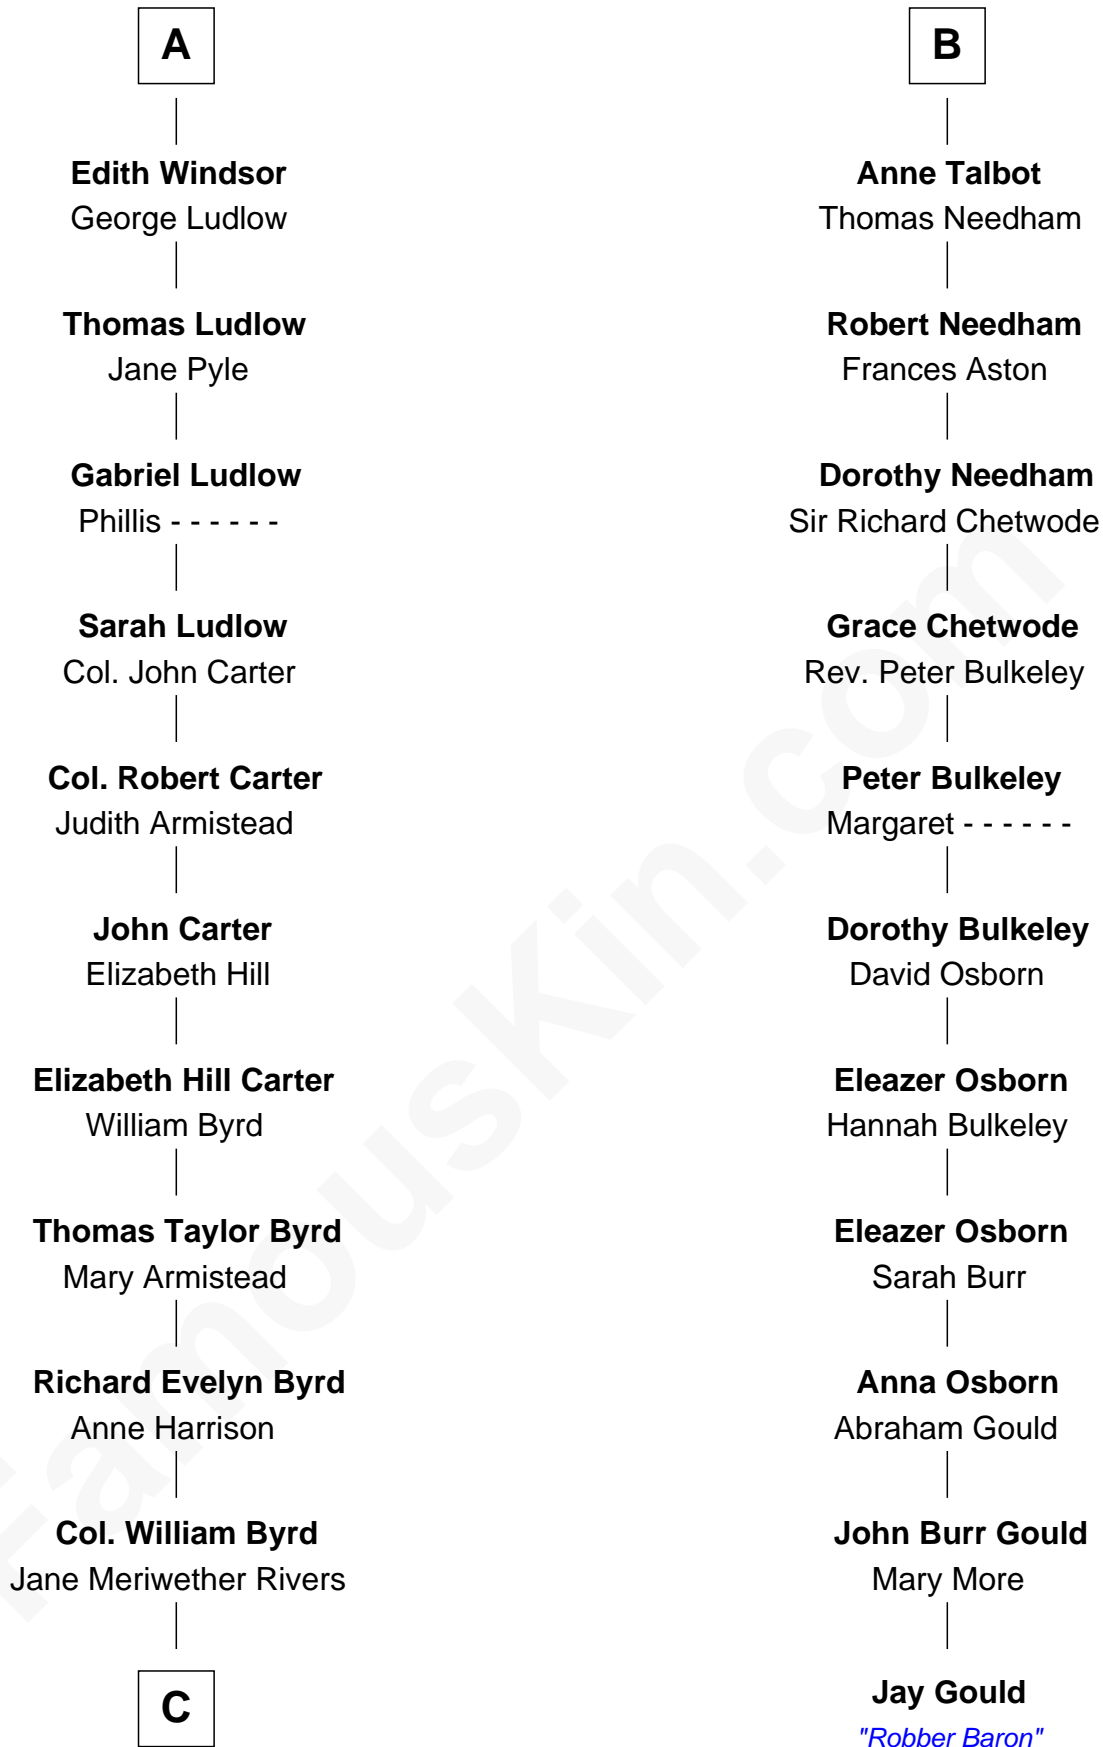 A
Edith Windsor
George Ludlow
Thomas Ludlow
Jane Pyle
Gabriel Ludlow
Phillis - - - - - -
Sarah Ludlow
Col. John Carter
Col. Robert Carter
Judith Armistead
John Carter
Elizabeth Hill
Elizabeth Hill Carter
William Byrd
Thomas Taylor Byrd
Mary Armistead
Richard Evelyn Byrd
Anne Harrison
Col. William Byrd
Jane Meriwether Rivers
C
B
Anne Talbot
Thomas Needham
Robert Needham
Frances Aston
Dorothy Needham
Sir Richard Chetwode
Grace Chetwode
Rev. Peter Bulkeley
Peter Bulkeley
Margaret - - - - - -
Dorothy Bulkeley
David Osborn
Eleazer Osborn
Hannah Bulkeley
Eleazer Osborn
Sarah Burr
Anna Osborn
Abraham Gould
John Burr Gould
Mary More
Jay Gould
"Robber Baron"
FamousKin.com